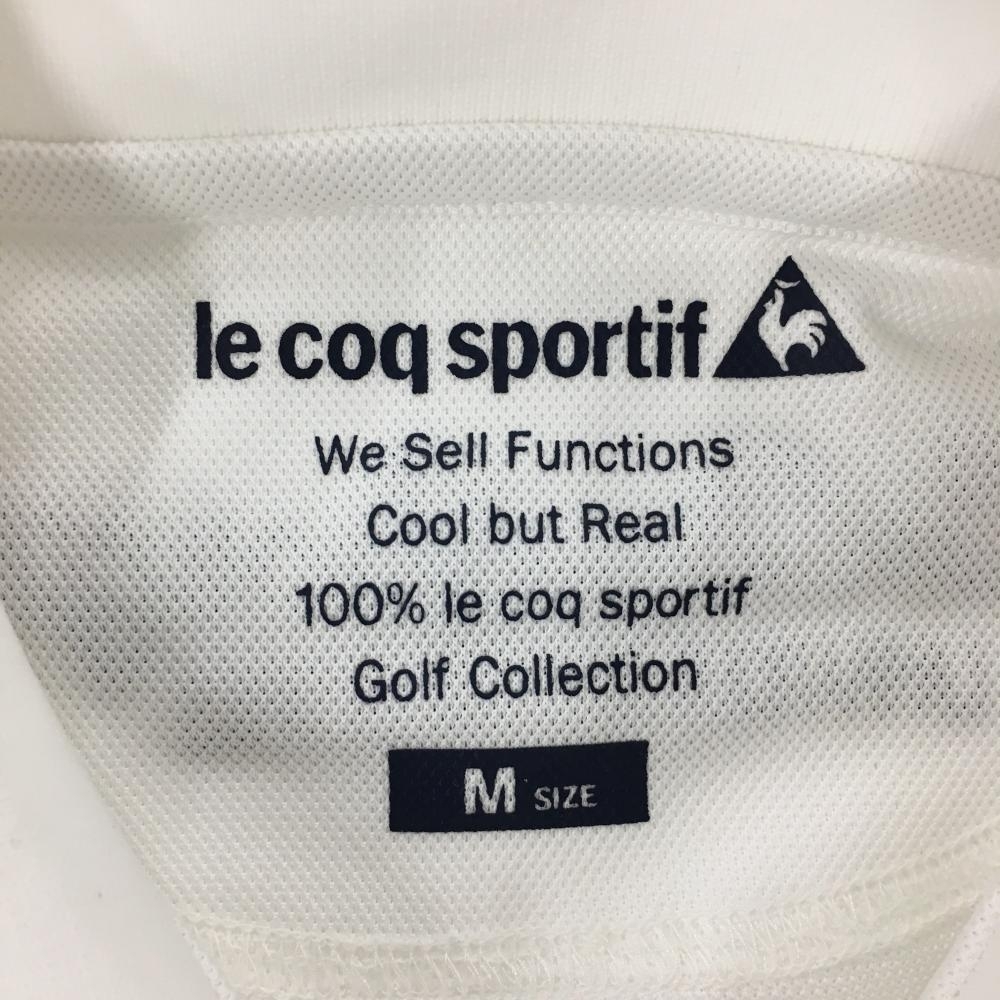 le coq sportif
We Sell Functions
Cool but Real
100% le coq sportif
Golf Collection
M SIZE